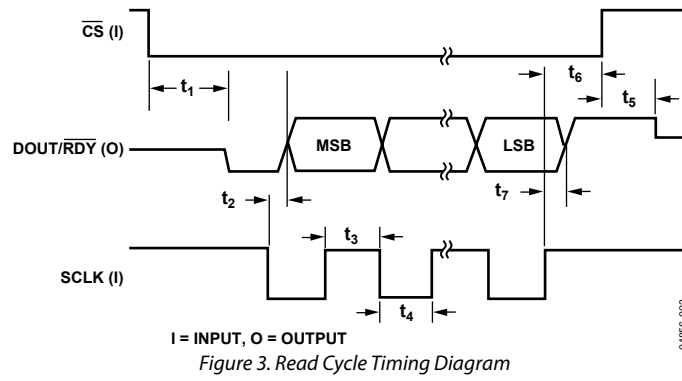 CS (I)
t1
t6
t5
DOUT/RDY (O)
MSB
LSB
t2
t7
t3
SCLK (I)
t4
I = INPUT, O = OUTPUT
Figure 3. Read Cycle Timing Diagram